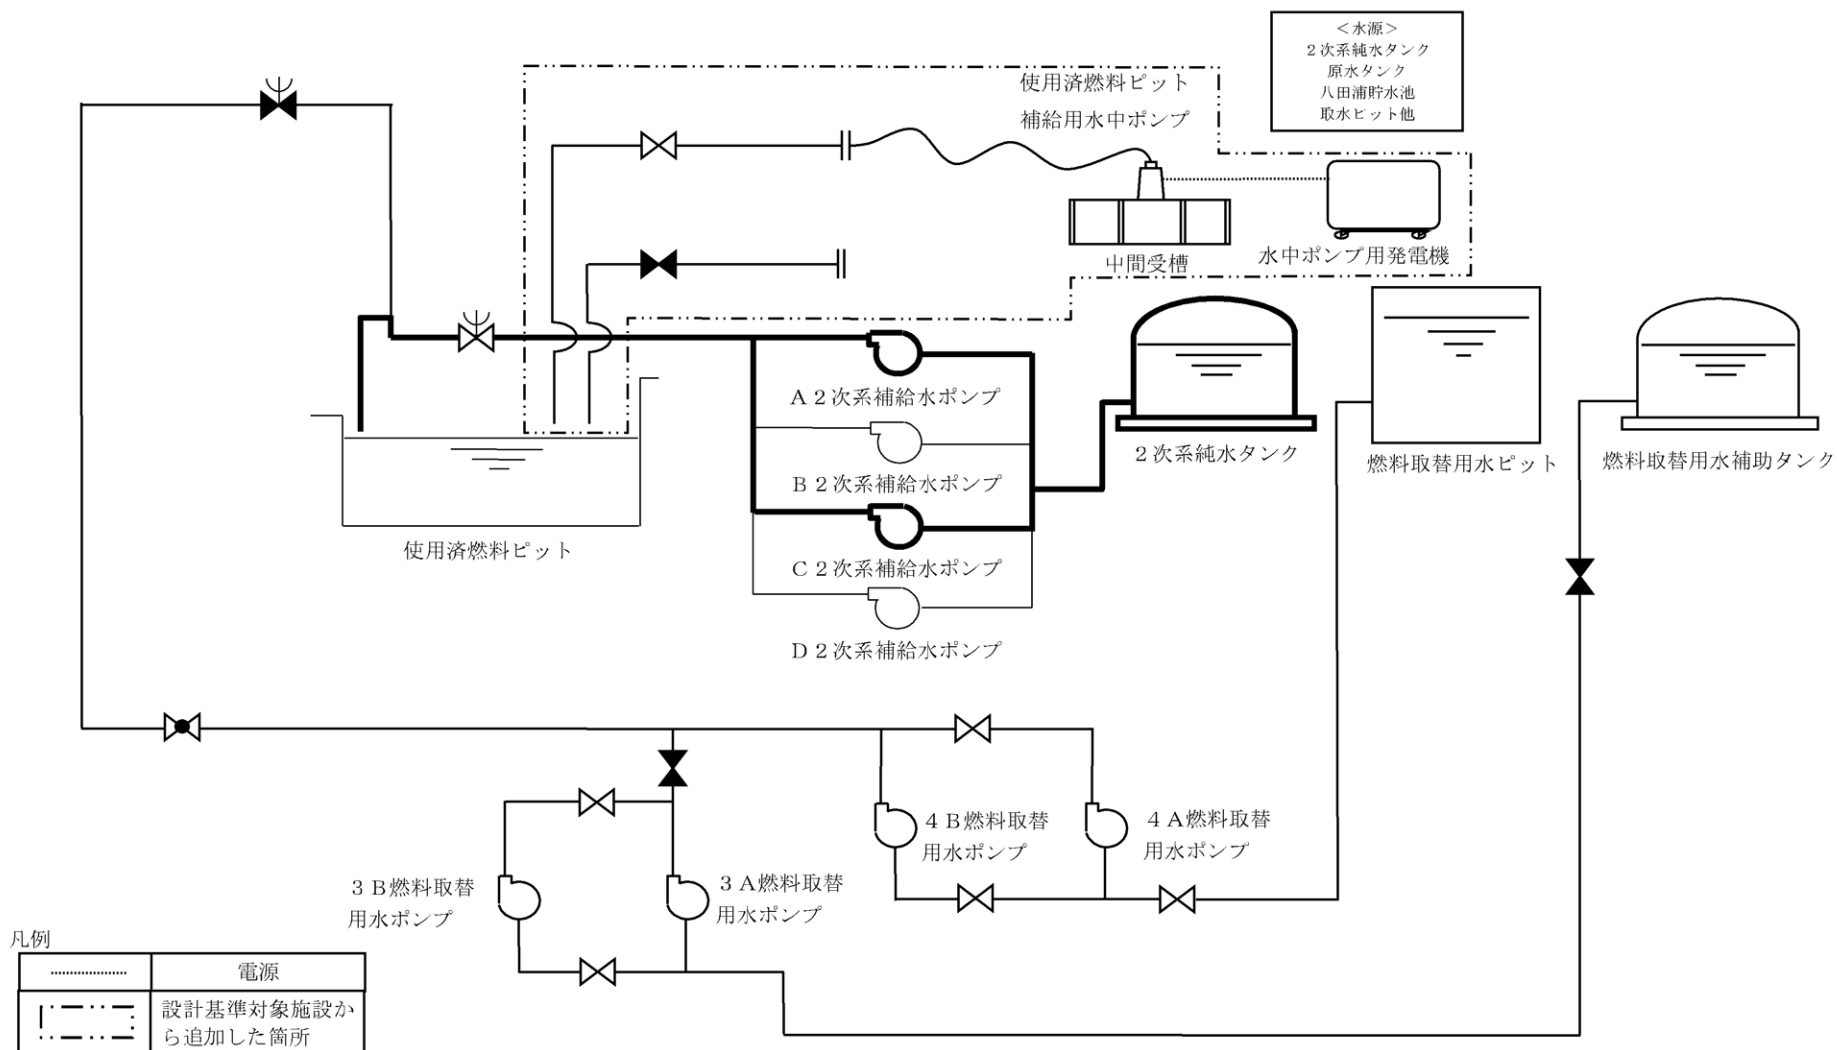 ＜水源＞
２次系純水タンク
原水タンク
八田浦貯水池
取水ピット他
使用済燃料ピット
補給用水中ポンプ
中間受槽
水中ポンプ用発電機
Ａ２次系補給水ポンプ
Ｂ２次系補給水ポンプ
Ｃ２次系補給水ポンプ
Ｄ２次系補給水ポンプ
２次系純水タンク
燃料取替用水ピット
燃料取替用水補助タンク
使用済燃料ピット
４Ｂ燃料取替
用水ポンプ
４Ａ燃料取替
用水ポンプ
３Ｂ燃料取替
用水ポンプ
３Ａ燃料取替
用水ポンプ
凡例
電源
設計基準対象施設か
ら追加した箇所